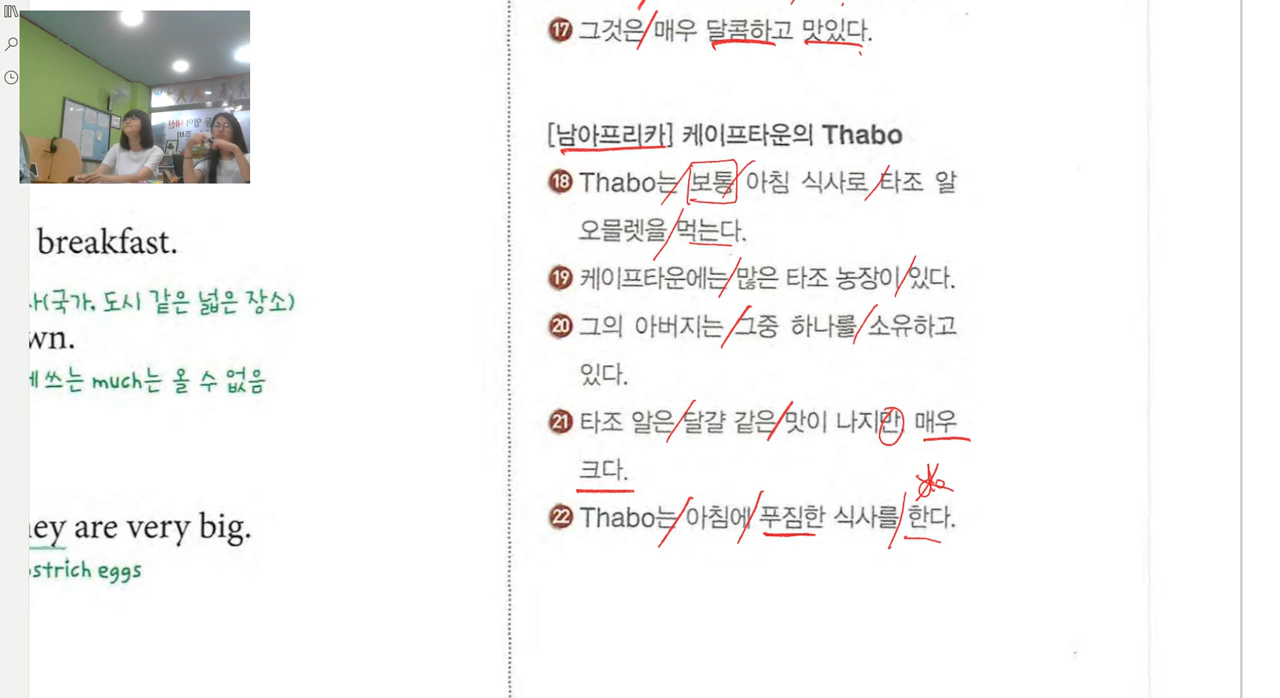 breakfast.
(국가, 도시 같은 넓은 장소)
쓰는 much는 올 수 없음
are very big.
eggs
⑰ 그것은 매우 달콤하고 맛있다.
[남아프리카] 케이프타운의 Thabo
⑱ Thabo는 보통 아침 식사로 타조 알
오믈렛을 먹는다.
⑲ 케이프타운에는 많은 타조 농장이 있다.
⑳ 그의 아버지는 그중 하나를 소유하고
있다.
㉑ 타조 알은 달걀 같은 맛이 나지만, 매우
크다.
㉒ Thabo는 아침에 푸짐한 식사를 한다.